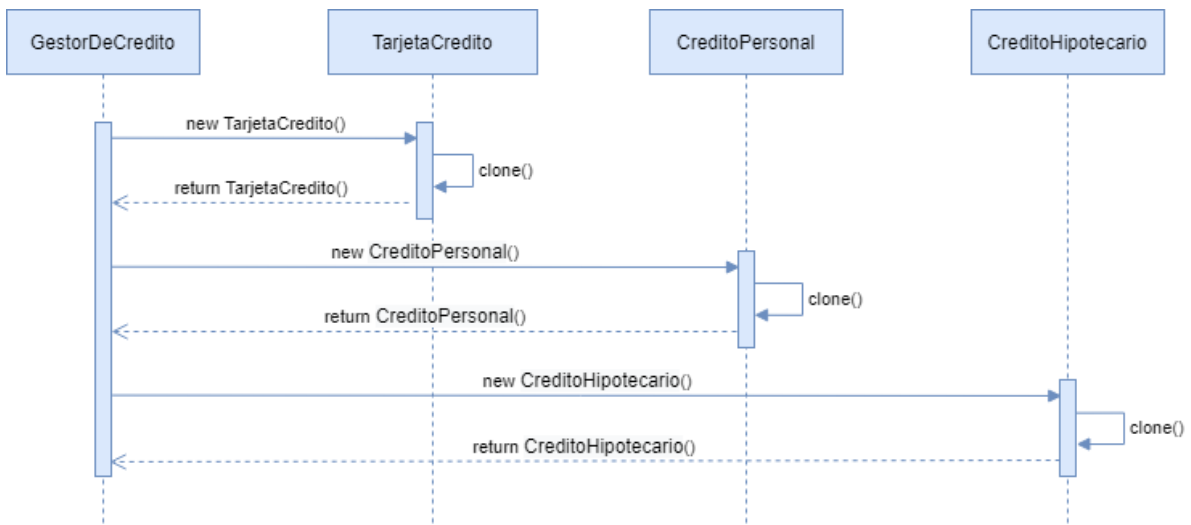 GestorDeCredito
TarjetaCredito
CreditoPersonal
CreditoHipotecario
new TarjetaCredito()
clone()
return TarjetaCredito()
new CreditoPersonal()
clone()
return CreditoPersonal()
new CreditoHipotecario()
clone()
return CreditoHipotecario()